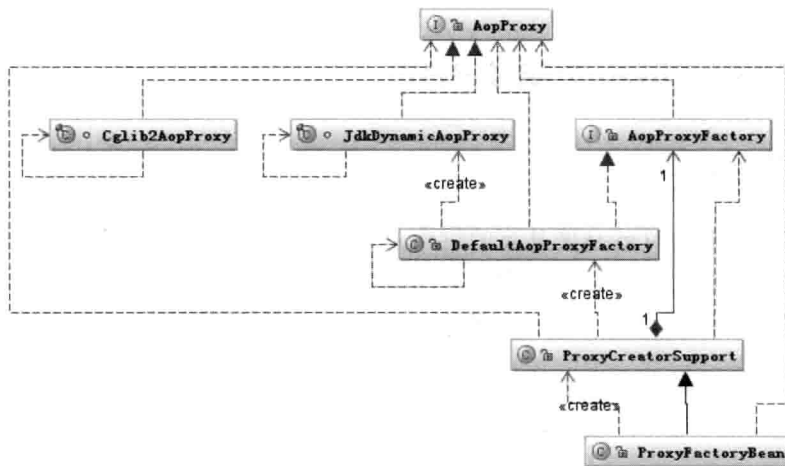 I AopProxy
C Cglib2AopProxy
C JdkDynamicAopProxy
I AopProxyFactory
«create»
1
C DefaultAopProxyFactory
«create»
1
C ProxyCreatorSupport
«create»
C ProxyFactoryBean